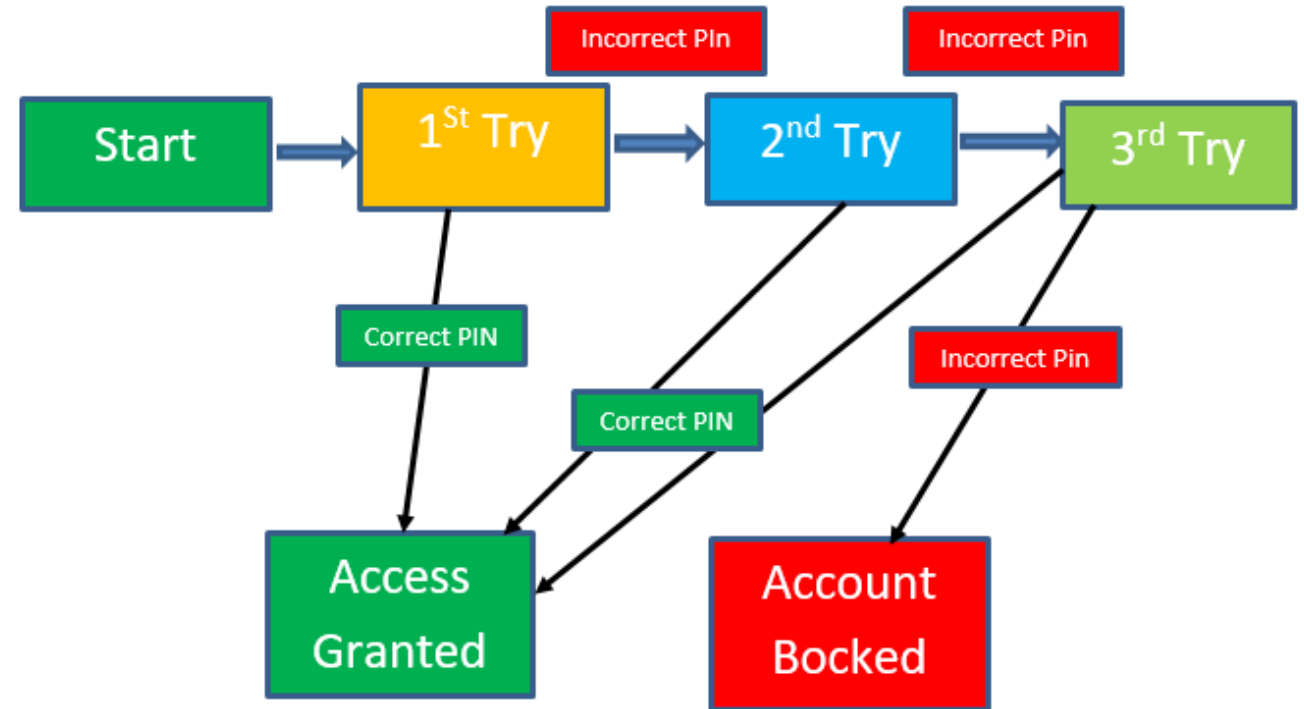 Incorrect PIn
Incorrect Pin
Start
1St Try
2nd Try
3rd Try
Correct PIN
Incorrect Pin
Correct PIN
Access
Granted
Account
Bocked